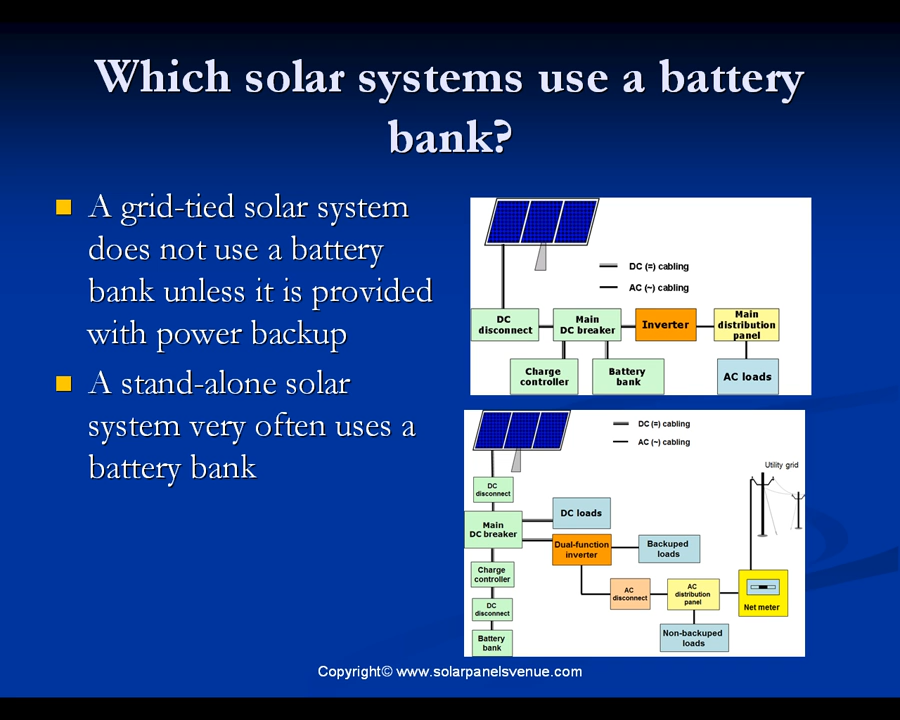 Which solar systems use a battery
bank?
A grid-tied solar system
does not use a battery
bank unless it is provided
with power backup
A stand-alone solar
system very often uses a
battery bank
DC (=) cabling
AC (~) cabling
DC
disconnect
Main
DC breaker
Inverter
Main
distribution
panel
Charge
controller
Battery
bank
AC loads
DC (=) cabling
AC (~) cabling
Utility grid
DC
disconnect
Main
DC breaker
DC loads
Dual-function
inverter
Backuped
loads
Charge
controller
AC
disconnect
AC
distribution
panel
Net meter
DC
disconnect
Non-backuped
loads
Battery
bank
Copyright© www.solarpanelsvenue.com